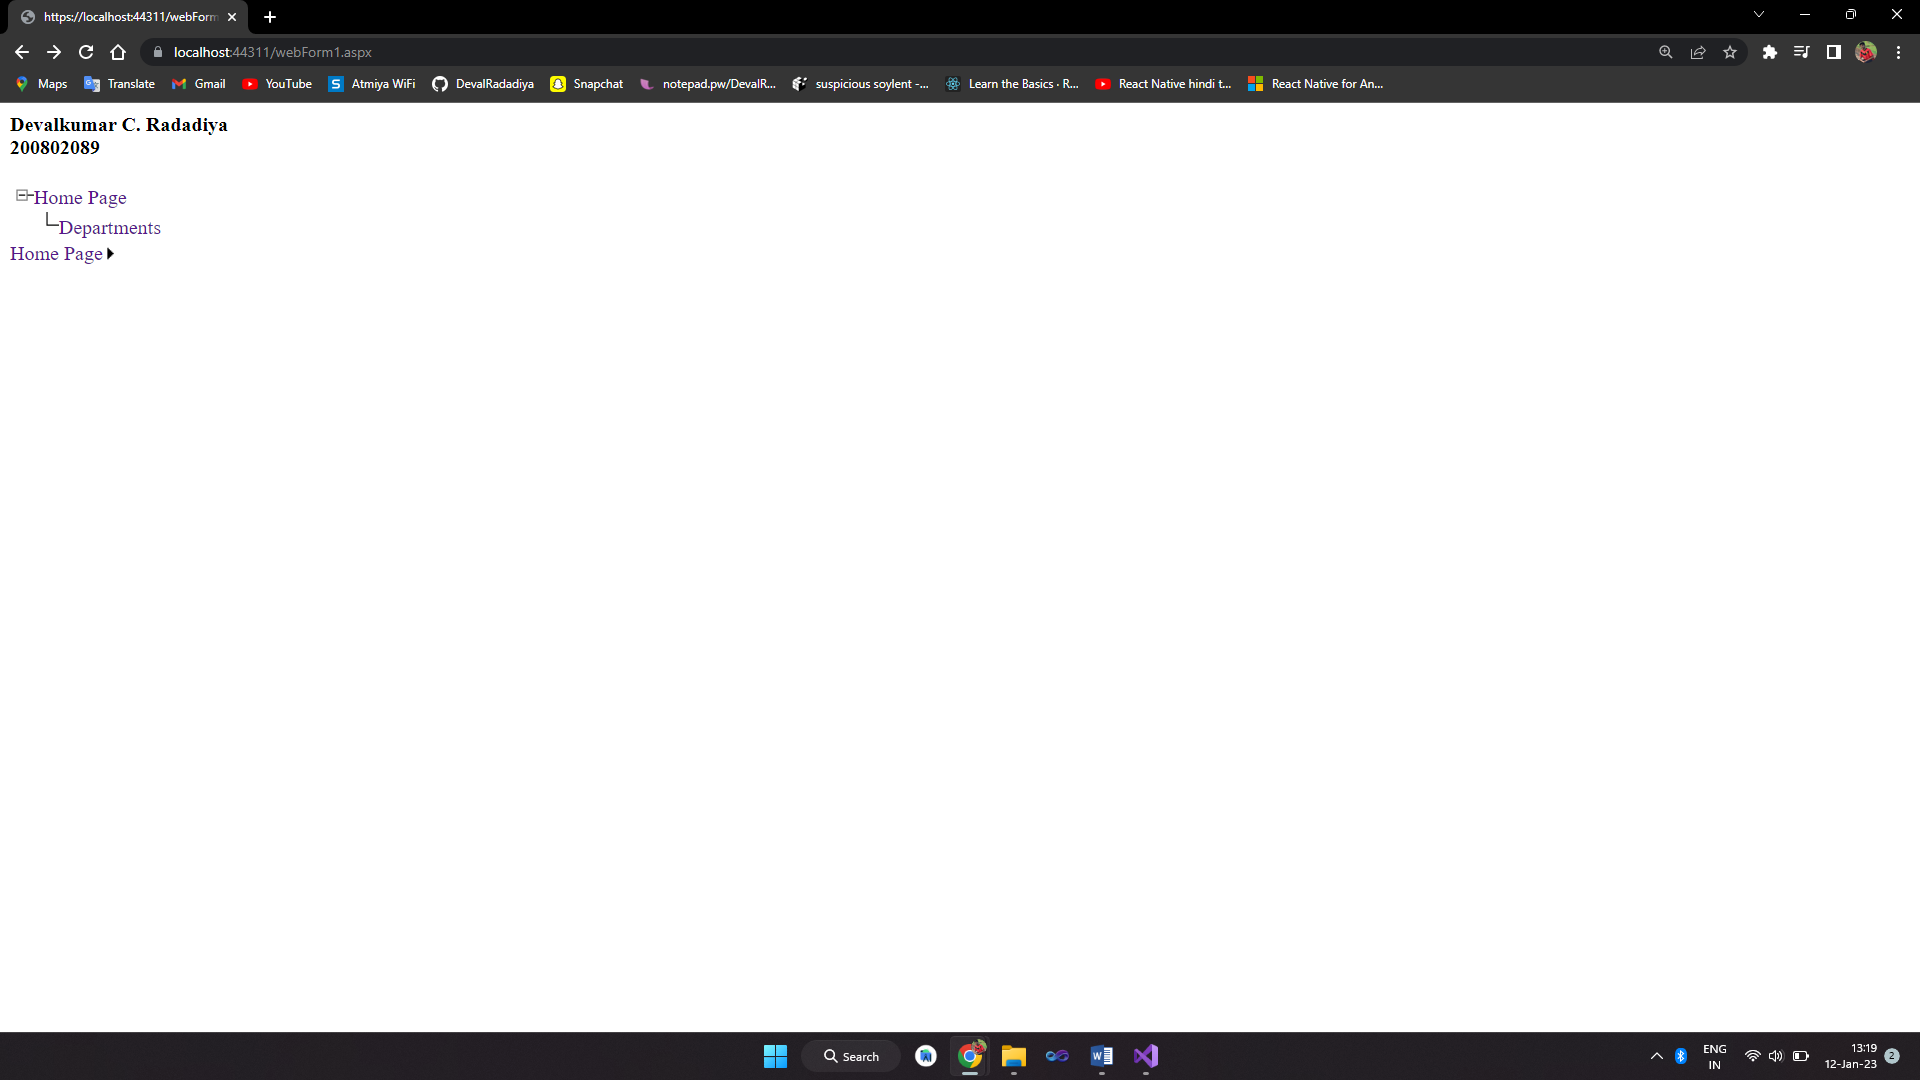 https://localhost:44311/webForm
localhost:44311/webForm1.aspx
Maps Translate Gmail YouTube Atmiya WiFi DevalRadadiya Snapchat notepad.pw/DevalR... suspicious soylent -... Learn the Basics · R... React Native hindi t... React Native for An...
Devalkumar C. Radadiya
200802089
Home Page
Departments
Home Page
Search
ENG
IN
13:19
12-Jan-23
2